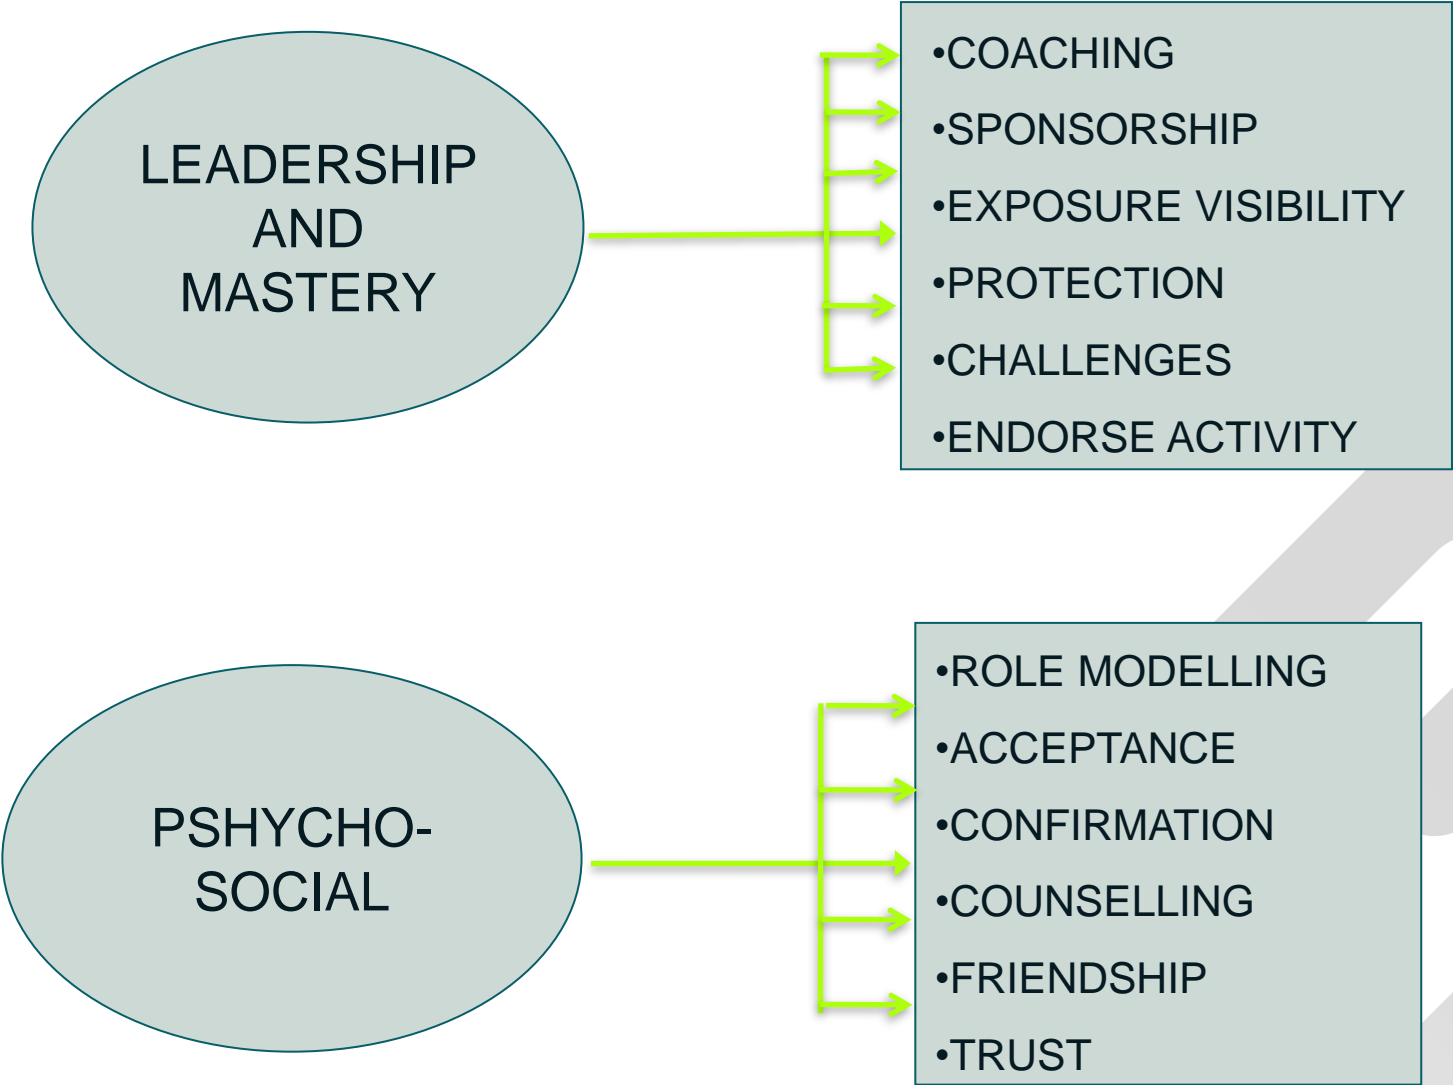 LEADERSHIP
AND
MASTERY
•COACHING
•SPONSORSHIP
•EXPOSURE VISIBILITY
•PROTECTION
•CHALLENGES
•ENDORSE ACTIVITY
PSHYCHO-
SOCIAL
•ROLE MODELLING
•ACCEPTANCE
•CONFIRMATION
•COUNSELLING
•FRIENDSHIP
•TRUST